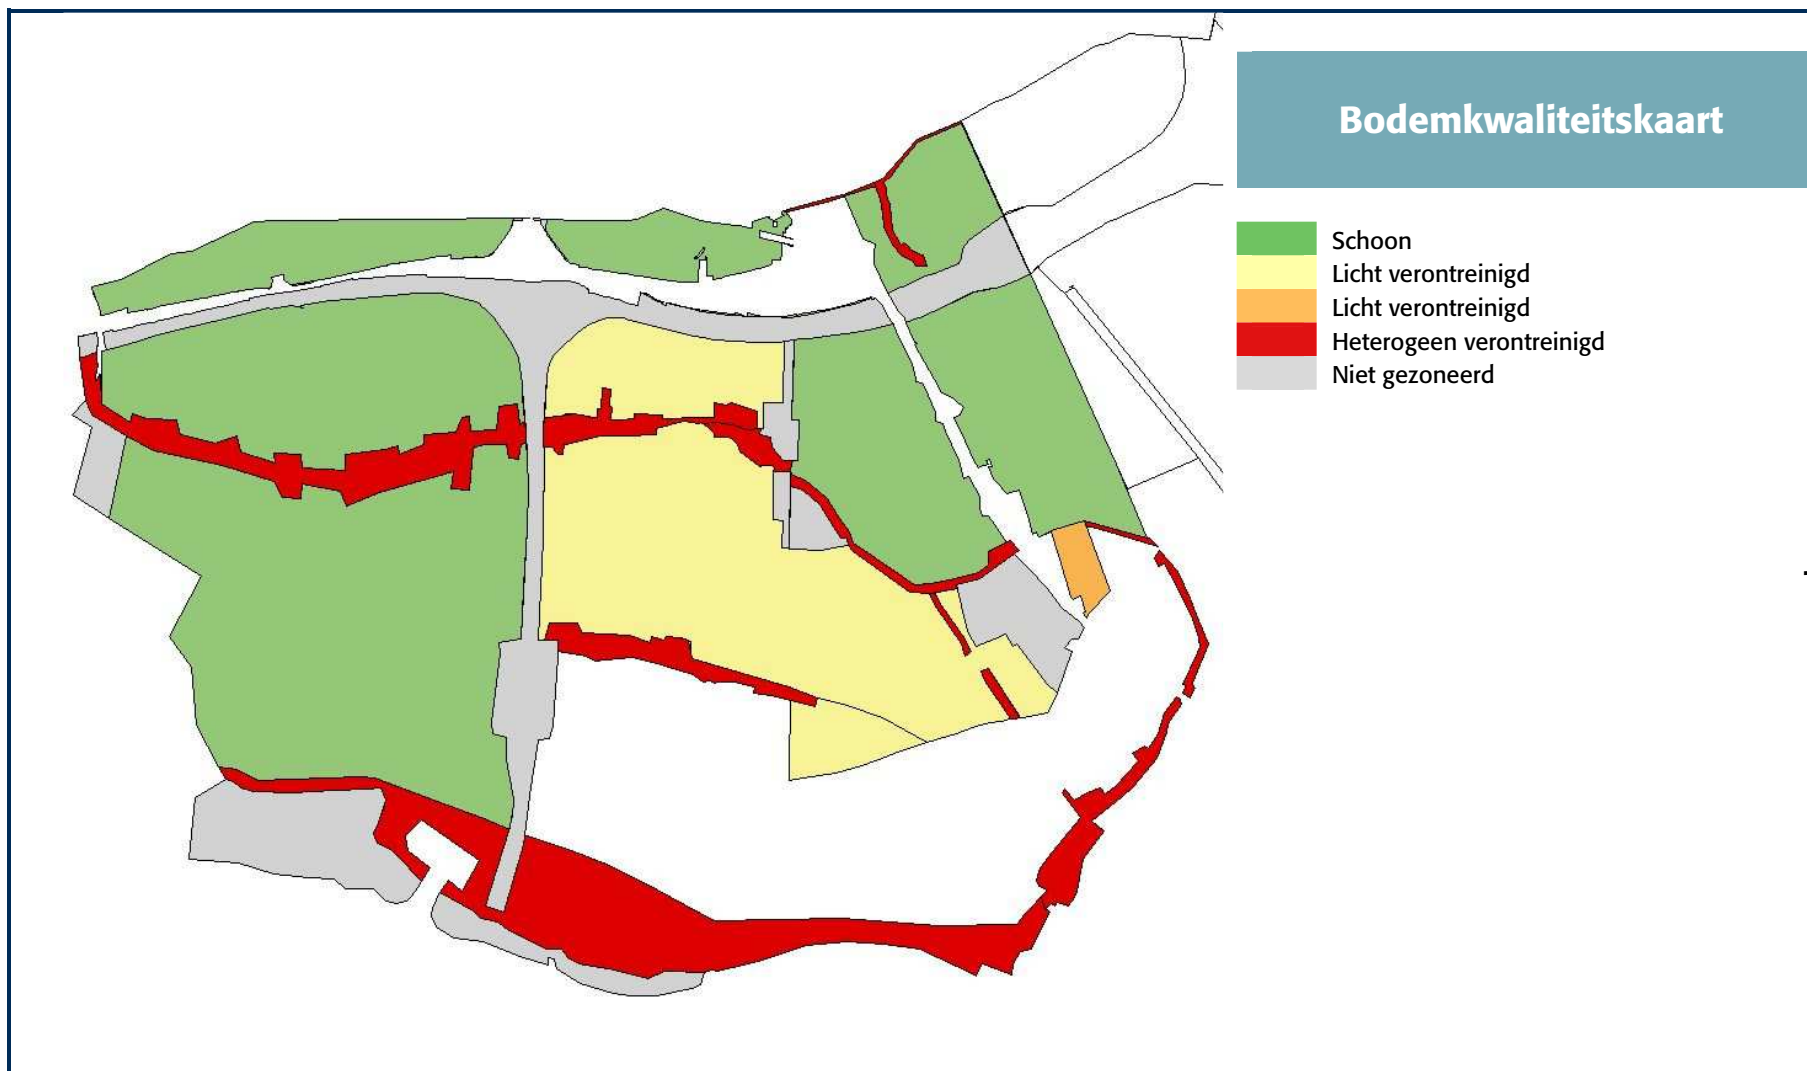 Bodemkwaliteitskaart
Schoon
Licht verontreinigd
Licht verontreinigd
Heterogeen verontreinigd
Niet gezoneerd